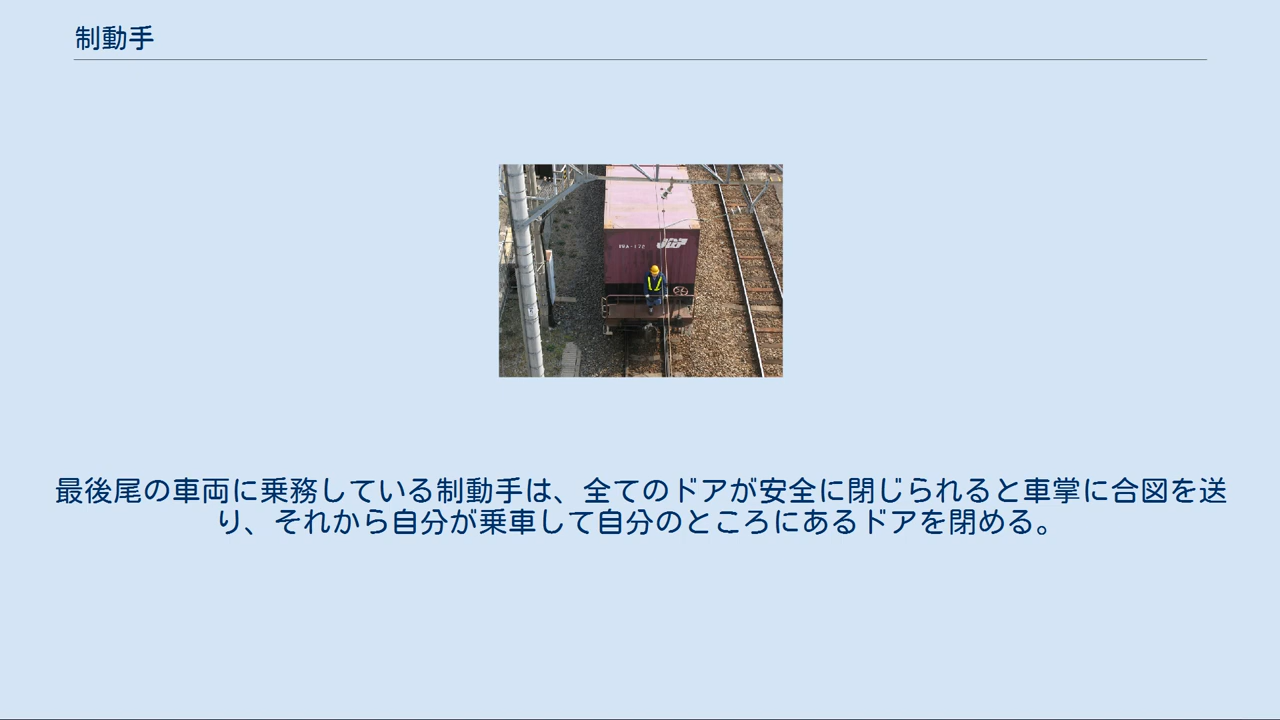 制動手
JRF
最後尾の車両に乗務している制動手は、全てのドアが安全に閉じられると車掌に合図を送
り、それから自分が乗車して自分のところにあるドアを閉める。